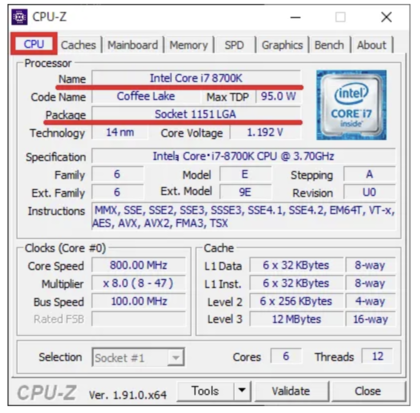 CPU-Z
CPU Caches Mainboard Memory SPD Graphics Bench About
Processor
Name Intel Core i7 8700K
Code Name Coffee Lake Max TDP 95.0 W
Package Socket 1151 LGA
Technology 14 nm Core Voltage 1.192 V
(intel)
CORE i7
inside
Specification Intel® Core™ i7-8700K CPU @ 3.70GHz
Family 6 Model E Stepping A
Ext. Family 6 Ext. Model 9E Revision U0
Instructions MMX, SSE, SSE2, SSE3, SSSE3, SSE4.1, SSE4.2, EM64T, VT-x,
AES, AVX, AVX2, FMA3, TSX
Clocks (Core #0)
Core Speed 800.00 MHz
Multiplier x 8.0 ( 8 - 47 )
Bus Speed 100.00 MHz
Rated FSB
Cache
L1 Data 6 x 32 KBytes 8-way
L1 Inst. 6 x 32 KBytes 8-way
Level 2 6 x 256 KBytes 4-way
Level 3 12 MBytes 16-way
Selection Socket #1 Cores 6 Threads 12
CPU-Z Ver. 1.91.0.x64 Tools Validate Close